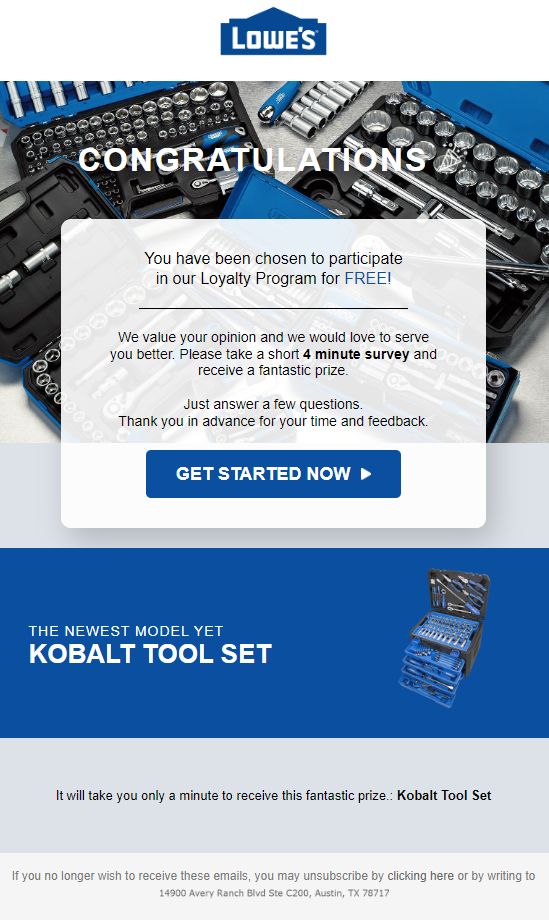 LOWE'S
CONGRATULATIONS
You have been chosen to participate
in our Loyalty Program for FREE!
We value your opinion and we would love to serve
you better. Please take a short 4 minute survey and
receive a fantastic prize.
Just answer a few questions.
Thank you in advance for your time and feedback.
GET STARTED NOW
THE NEWEST MODEL YET
KOBALT TOOL SET
It will take you only a minute to receive this fantastic prize.: Kobalt Tool Set
If you no longer wish to receive these emails, you may unsubscribe by clicking here or by writing to
14900 Avery Ranch Blvd Ste C200, Austin, TX 78717